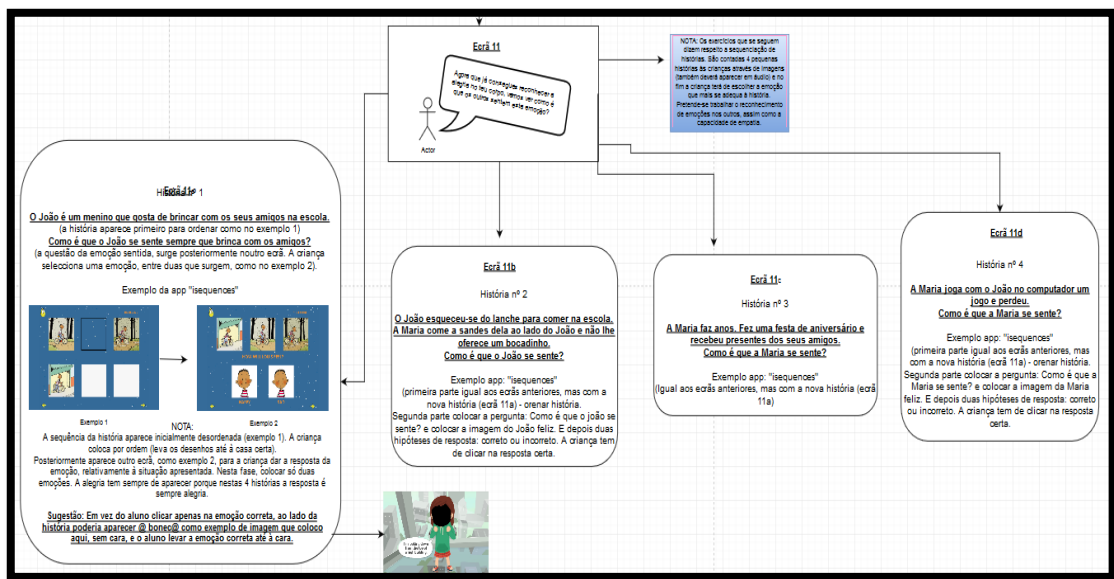 Ecrã 11
Agora que já consegues reconhecer a
alegria no teu corpo, vamos ver como é
que os outros sentem esta emoção?
Actor
NOTA: Os exercícios que se seguem
dizem respeito a sequenciação de
histórias. São contadas 4 pequenas
histórias às crianças através de imagens
(também deverá aparecer em áudio) e no
fim a criança terá de escolher a emoção
que mais se adequa à história.
Pretende-se trabalhar o reconhecimento
de emoções nos outros, assim como a
capacidade de empatia.
Ecrã 11a
História nº 1
O João é um menino que gosta de brincar com os seus amigos na escola.
(a história aparece primeiro para ordenar como no exemplo 1)
Como é que o João se sente sempre que brinca com os amigos?
(a questão da emoção sentida, surge posteriormente noutro ecrã. A criança
selecciona uma emoção, entre duas que surgem, como no exemplo 2).
Exemplo da app "isequences"
Exemplo 1
Exemplo 2
NOTA:
A sequência da história aparece inicialmente desordenada (exemplo 1). A criança
coloca por ordem (leva os desenhos até à casa certa).
Posteriormente aparece outro ecrã, como exemplo 2, para a criança dar a resposta da
emoção, relativamente á situação apresentada. Nesta fase, colocar só duas
emoções. A alegria tem sempre de aparecer porque nestas 4 histórias a resposta é
sempre alegria.
Sugestão: Em vez do aluno clicar apenas na emoção correta, ao lado da
história poderia aparecer @ bonec@ como exemplo de imagem que coloco
aqui, sem cara, e o aluno levar a emoção correta até à cara.
Ecrã 11b
História nº 2
O João esqueceu-se do lanche para comer na escola.
A Maria come a sandes dela ao lado do João e não lhe
oferece um bocadinho.
Como é que o João se sente?
Exemplo app: "isequences"
(primeira parte igual aos ecrãs anteriores, mas com a
nova história (ecrã 11a) - orenar história.
Segunda parte colocar a pergunta: Como é que o joão se
sente? e colocar a imagem do João feliz. E depois duas
hipóteses de resposta: correto ou incorreto. A criança tem
de clicar na resposta certa.
Ecrã 11c
História nº 3
A Maria faz anos. Fez uma festa de aniversário e
recebeu presentes dos seus amigos.
Como é que a Maria se sente?
Exemplo app: "isequences"
(Igual aos ecrãs anteriores, mas com a nova história (ecrã
11a)
Ecrã 11d
História nº 4
A Maria joga com o João no computador um
jogo e perdeu.
Como é que a Maria se sente?
Exemplo app: "isequences"
(primeira parte igual aos ecrãs anteriores, mas
com a nova história (ecrã 11a) - orenar história.
Segunda parte colocar a pergunta: Como é que a
Maria se sente? e colocar a imagem da Maria
feliz. E depois duas hipóteses de resposta: correto
ou incorreto. A criança tem de clicar na resposta
certa.